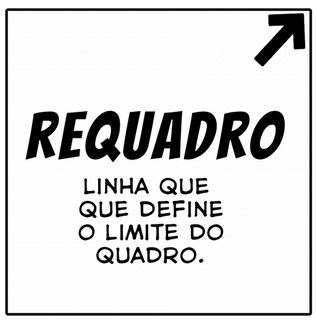 REQUADRO
LINHA QUE
QUE DEFINE
O LIMITE DO
QUADRO.